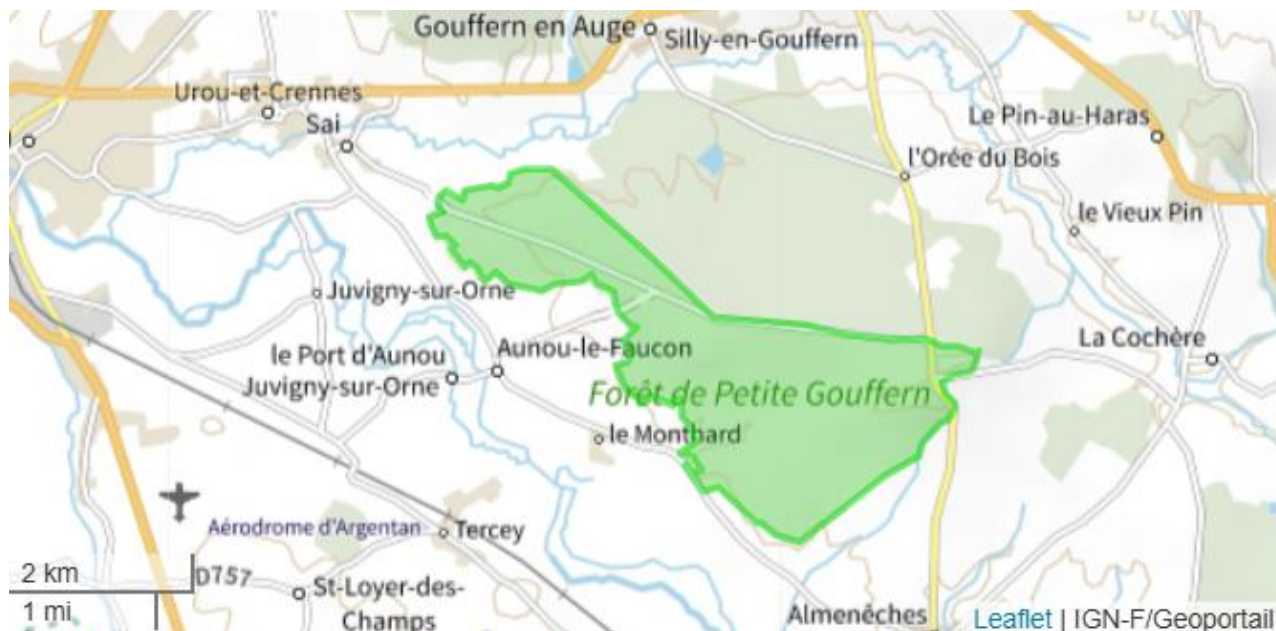 Gouffern en Auge
Silly-en-Gouffern
Urou-et-Crennes
Sai
Le Pin-au-Haras
l'Orée du Bois
le Vieux Pin
Juvigny-sur-Orne
La Cochère
le Port d'Aunou
Aunou-le-Faucon
Juvigny-sur-Orne
Forêt de Petite Gouffern
le Monthard
Aérodrome d'Argentan
Tercey
2 km
D757
St-Loyer-des-
Champs
1 mi
Almenêches
Leaflet | IGN-F/Geoportail